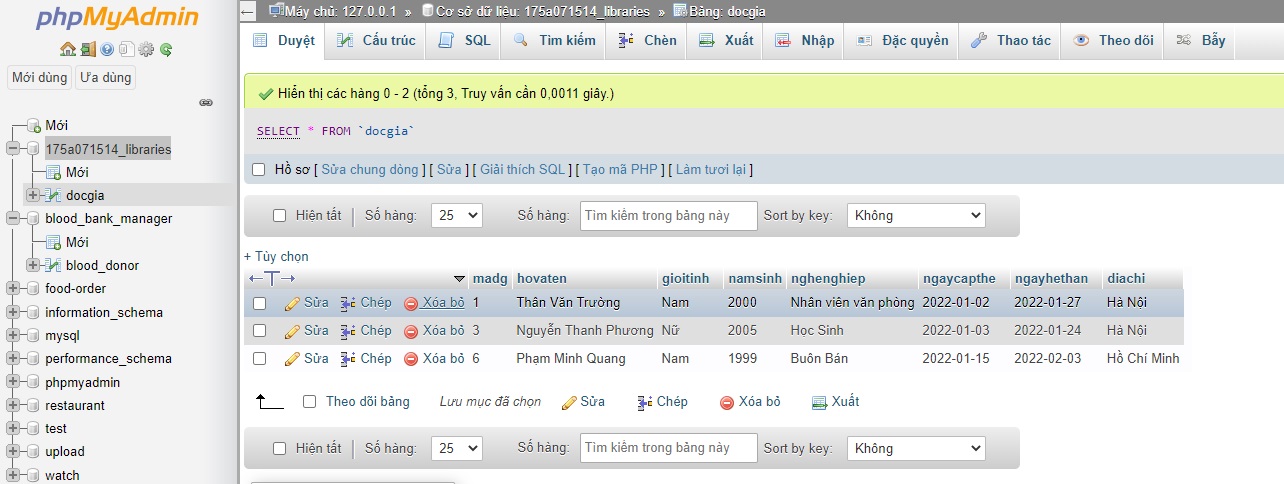 phpMyAdmin
Mới dùng Ưa dùng
Mới
175a071514_libraries
Mới
docgia
blood_bank_manager
Mới
blood_donor
food-order
information_schema
mysql
performance_schema
phpmyadmin
restaurant
test
upload
watch
Máy chủ: 127.0.0.1 » Cơ sở dữ liệu: 175a071514_libraries » Bảng: docgia
Duyệt Cấu trúc SQL Tìm kiếm Chèn Xuất Nhập Đặc quyền Thao tác Theo dõi Bẫy
Hiển thị các hàng 0 - 2 (tổng 3, Truy vấn cần 0,0011 giây.)
SELECT * FROM `docgia`
Hồ sơ [ Sửa chung dòng ] [ Sửa ] [ Giải thích SQL ] [ Tạo mã PHP ] [ Làm tươi lại ]
Hiện tất Số hàng: 25 Số hàng: Tìm kiếm trong bảng này Sort by key: Không
+ Tùy chọn
←T→ madg hovaten gioitinh namsinh nghenghiep ngaycapthe ngayhethan diachi
Sửa Chép Xóa bỏ 1 Thân Văn Trường Nam 2000 Nhân viên văn phòng 2022-01-02 2022-01-27 Hà Nội
Sửa Chép Xóa bỏ 3 Nguyễn Thanh Phương Nữ 2005 Học Sinh 2022-01-03 2022-01-24 Hà Nội
Sửa Chép Xóa bỏ 6 Phạm Minh Quang Nam 1999 Buôn Bán 2022-01-15 2022-02-03 Hồ Chí Minh
Theo dõi bảng Lưu mục đã chọn Sửa Chép Xóa bỏ Xuất
Hiện tất Số hàng: 25 Số hàng: Tìm kiếm trong bảng này Sort by key: Không